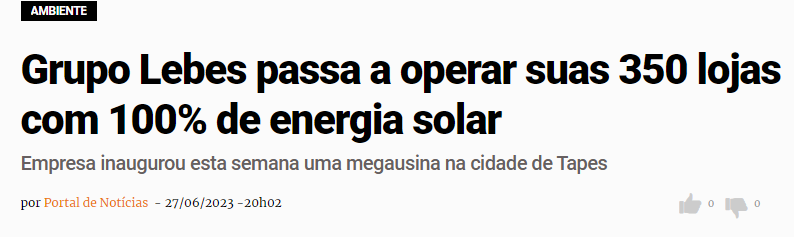 AMBIENTE
Grupo Lebes passa a operar suas 350 lojas
com 100% de energia solar
Empresa inaugurou esta semana uma megausina na cidade de Tapes
por Portal de Notícias - 27/06/2023 -20h02 0 0